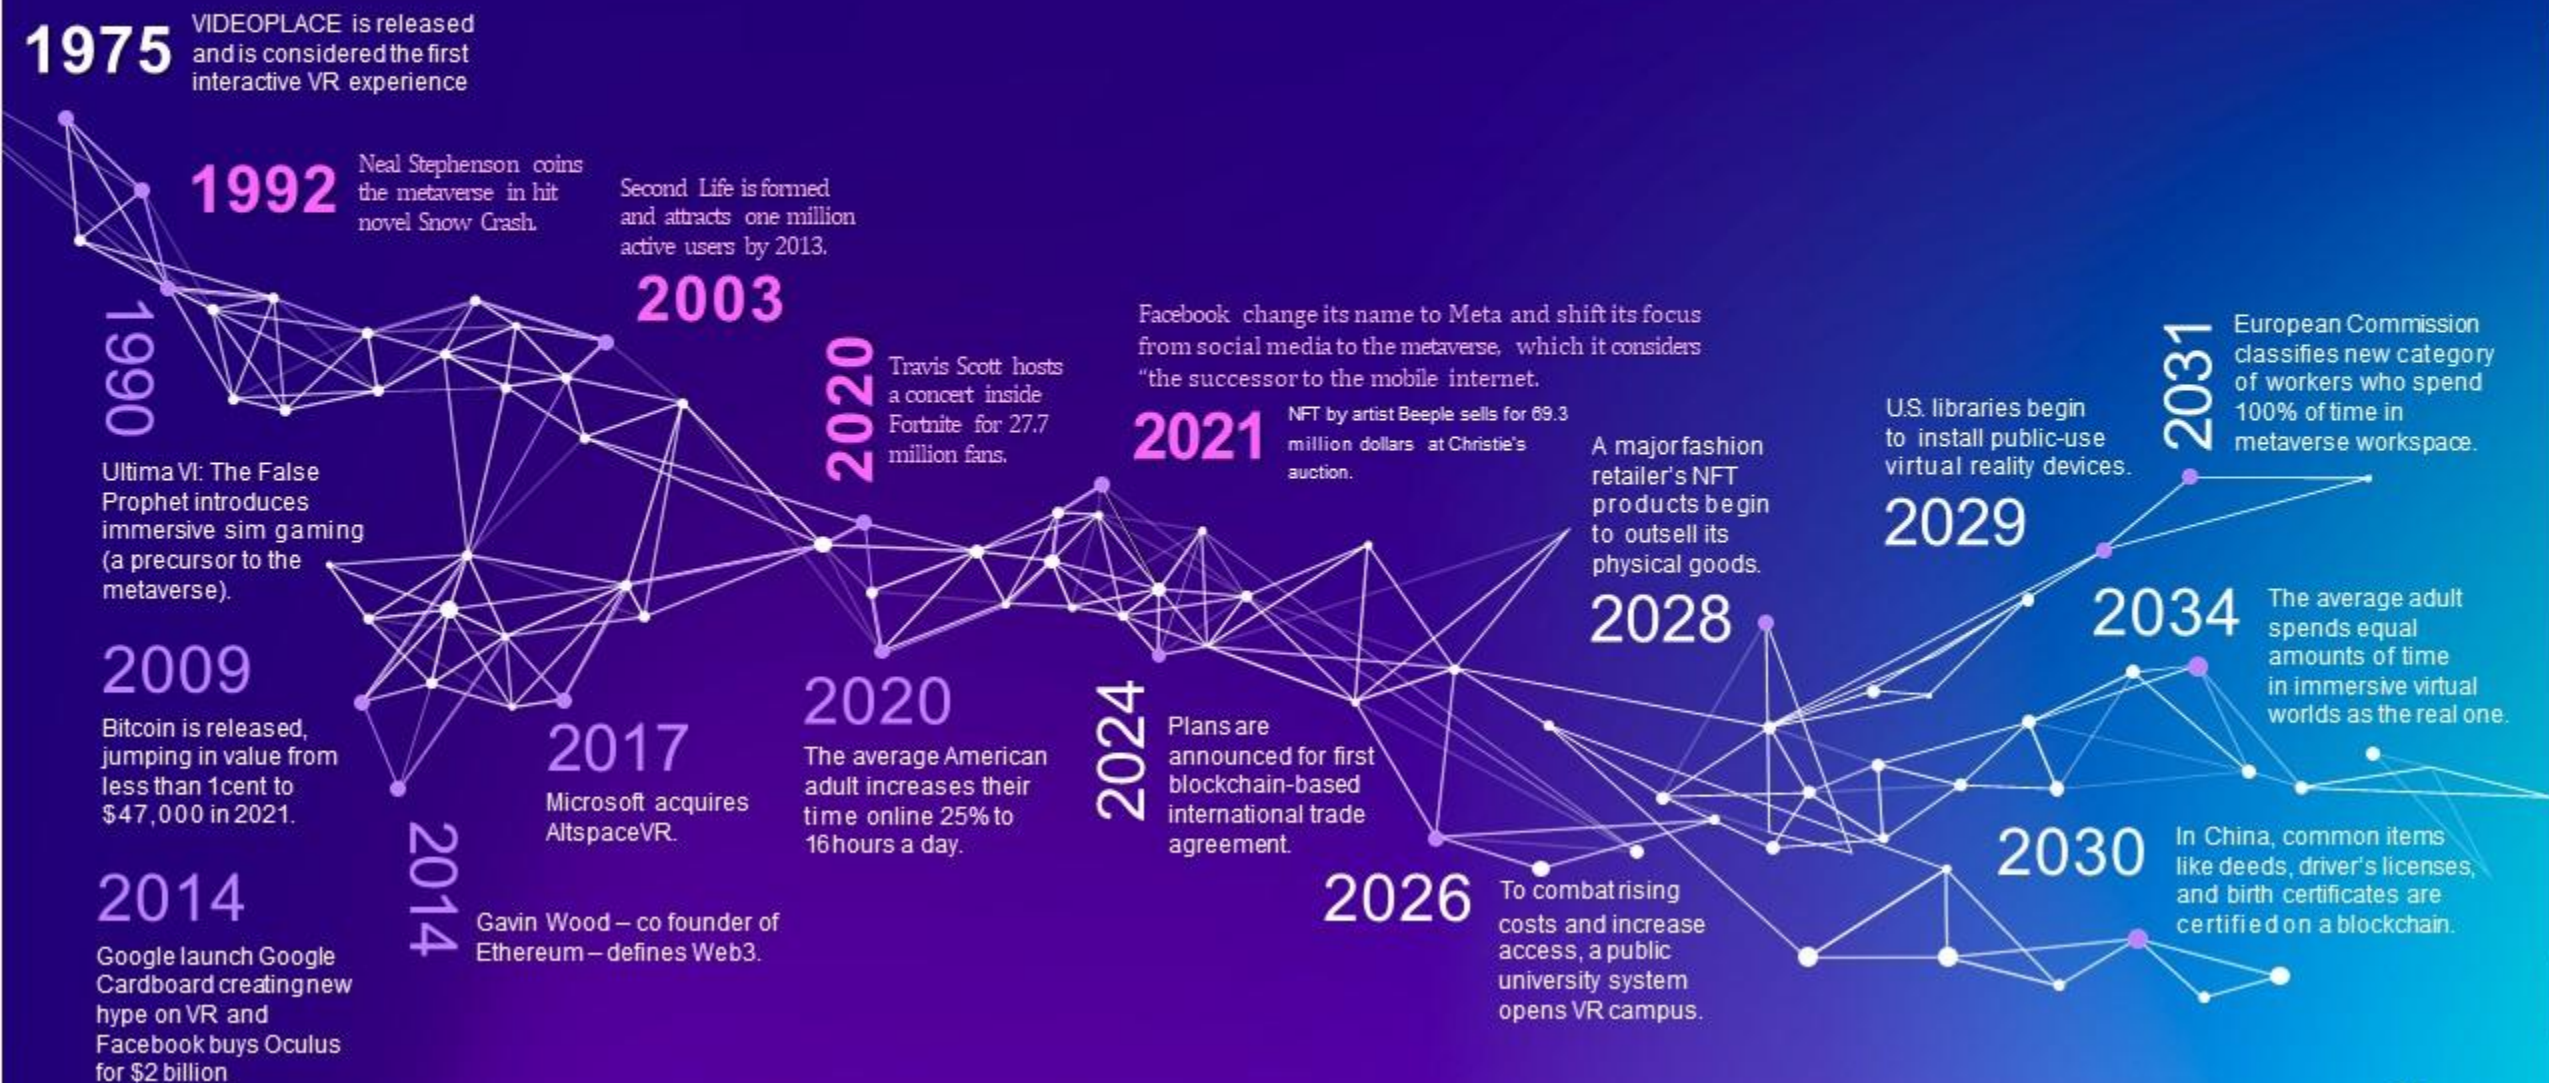 1975
VIDEOPLACE is released
and is considered the first
interactive VR experience
1992
Neal Stephenson coins
the metaverse in hit
novel Snow Crash.
Second Life is formed
and attracts one million
active users by 2013.
2003
1990
Ultima VI: The False
Prophet introduces
immersive sim gaming
(a precursor to the
metaverse).
2009
Bitcoin is released,
jumping in value from
less than 1cent to
$47,000 in 2021.
2014
Google launch Google
Cardboard creating new
hype on VR and
Facebook buys Oculus
for $2 billion
2014
Gavin Wood – co founder of
Ethereum – defines Web3.
2017
Microsoft acquires
AltspaceVR.
2020
Travis Scott hosts
a concert inside
Fortnite for 27.7
million fans.
2020
The average American
adult increases their
time online 25% to
16 hours a day.
Facebook change its name to Meta and shift its focus
from social media to the metaverse, which it considers
“the successor to the mobile internet.
2021
NFT by artist Beeple sells for 69.3
million dollars at Christie's
auction.
2024
Plans are
announced for first
blockchain-based
international trade
agreement.
2026
To combat rising
costs and increase
access, a public
university system
opens VR campus.
A major fashion
retailer's NFT
products begin
to outsell its
physical goods.
2028
U.S. libraries begin
to install public-use
virtual reality devices.
2029
2031
European Commission
classifies new category
of workers who spend
100% of time in
metaverse workspace.
2034
The average adult
spends equal
amounts of time
in immersive virtual
worlds as the real one.
2030
In China, common items
like deeds, driver's licenses,
and birth certificates are
certified on a blockchain.